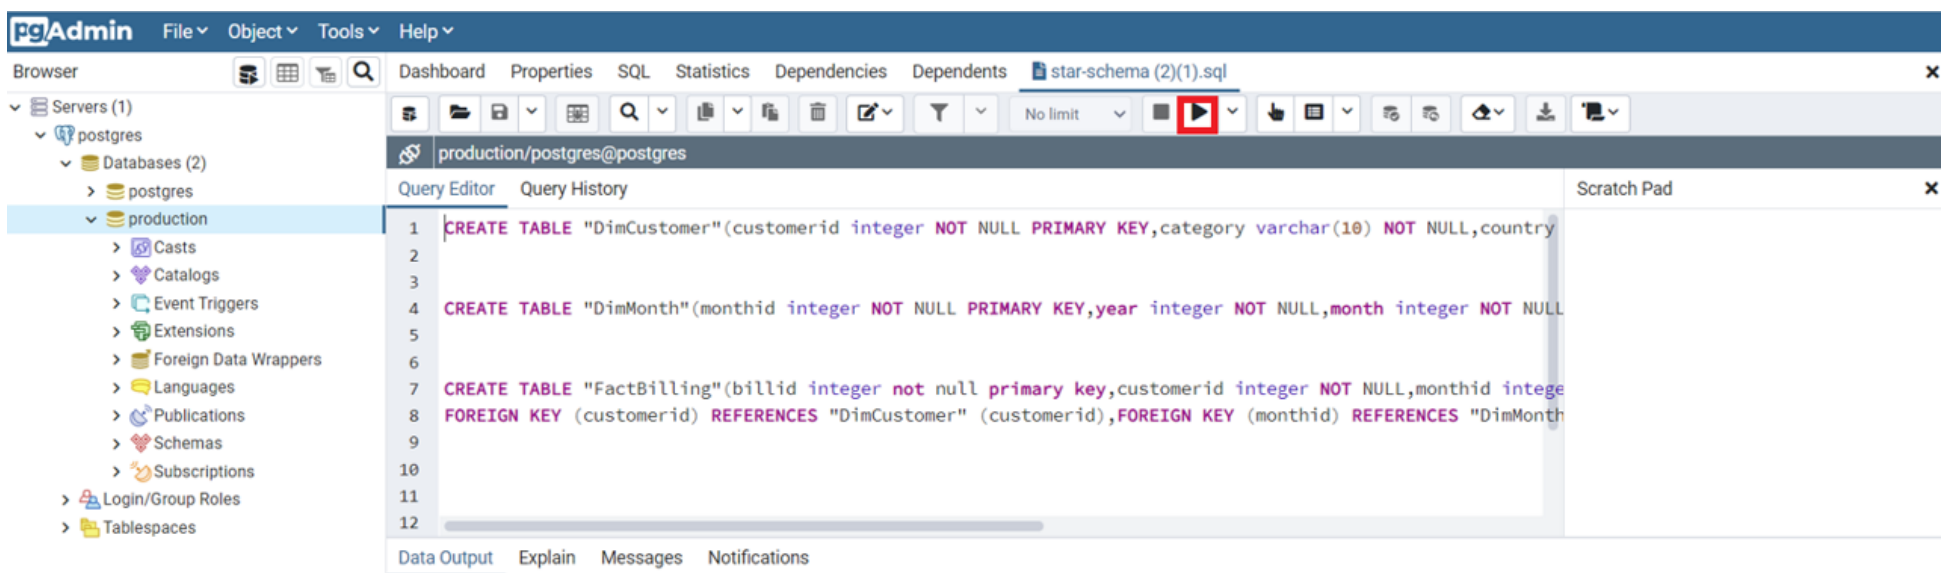 pgAdmin File Object Tools Help
Browser
Dashboard Properties SQL Statistics Dependencies Dependents star-schema (2)(1).sql
Servers (1)
postgres
Databases (2)
postgres
production
Casts
Catalogs
Event Triggers
Extensions
Foreign Data Wrappers
Languages
Publications
Schemas
Subscriptions
Login/Group Roles
Tablespaces
No limit
production/postgres@postgres
Query Editor Query History
Scratch Pad
1 CREATE TABLE "DimCustomer"(customerid integer NOT NULL PRIMARY KEY,category varchar(10) NOT NULL,country
2
3
4 CREATE TABLE "DimMonth"(monthid integer NOT NULL PRIMARY KEY,year integer NOT NULL,month integer NOT NULL
5
6
7 CREATE TABLE "FactBilling"(billid integer not null primary key,customerid integer NOT NULL,monthid intege
8 FOREIGN KEY (customerid) REFERENCES "DimCustomer" (customerid),FOREIGN KEY (monthid) REFERENCES "DimMonth
9
10
11
12
Data Output Explain Messages Notifications